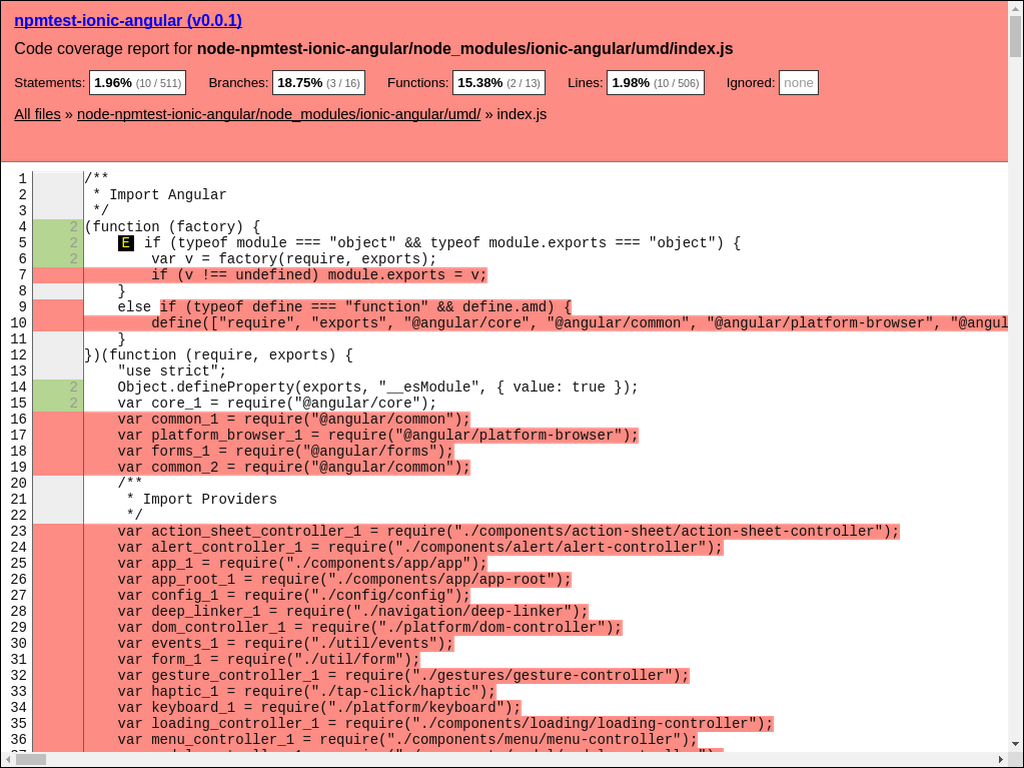 npmtest-ionic-angular (v0.0.1)
Code coverage report for node-npmtest-ionic-angular/node_modules/ionic-angular/umd/index.js
Statements: 1.96% (10 / 511) Branches: 18.75% (3 / 16) Functions: 15.38% (2 / 13) Lines: 1.98% (10 / 506) Ignored: none
All files » node-npmtest-ionic-angular/node_modules/ionic-angular/umd/ » index.js
1 /**
2 * Import Angular
3 */
4 2 (function (factory) {
5 2 E if (typeof module === "object" && typeof module.exports === "object") {
6 2 var v = factory(require, exports);
7 if (v !== undefined) module.exports = v;
8 }
9 else if (typeof define === "function" && define.amd) {
10 define(["require", "exports", "@angular/core", "@angular/common", "@angular/platform-browser", "@angul
11 }
12 })(function (require, exports) {
13 "use strict";
14 2 Object.defineProperty(exports, "__esModule", { value: true });
15 2 var core_1 = require("@angular/core");
16 var common_1 = require("@angular/common");
17 var platform_browser_1 = require("@angular/platform-browser");
18 var forms_1 = require("@angular/forms");
19 var common_2 = require("@angular/common");
20 /**
21 * Import Providers
22 */
23 var action_sheet_controller_1 = require("./components/action-sheet/action-sheet-controller");
24 var alert_controller_1 = require("./components/alert/alert-controller");
25 var app_1 = require("./components/app/app");
26 var app_root_1 = require("./components/app/app-root");
27 var config_1 = require("./config/config");
28 var deep_linker_1 = require("./navigation/deep-linker");
29 var dom_controller_1 = require("./platform/dom-controller");
30 var events_1 = require("./util/events");
31 var form_1 = require("./util/form");
32 var gesture_controller_1 = require("./gestures/gesture-controller");
33 var haptic_1 = require("./tap-click/haptic");
34 var keyboard_1 = require("./platform/keyboard");
35 var loading_controller_1 = require("./components/loading/loading-controller");
36 var menu_controller_1 = require("./components/menu/menu-controller");